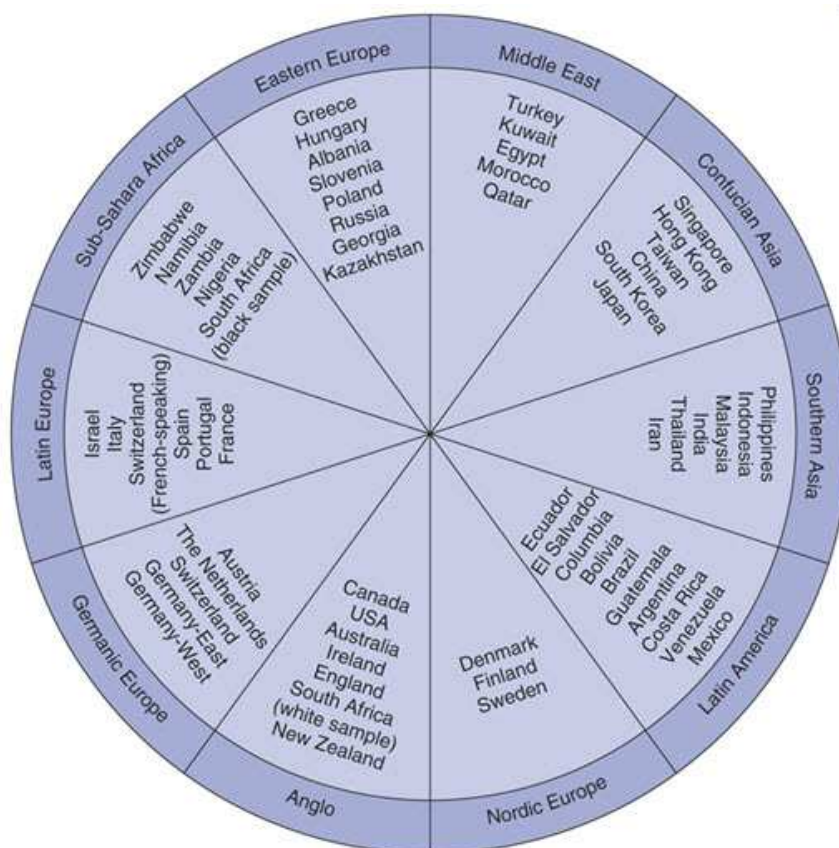 Eastern Europe
Greece
Hungary
Albania
Slovenia
Poland
Russia
Georgia
Kazakhstan
Middle East
Turkey
Kuwait
Egypt
Morocco
Qatar
Confucian Asia
Singapore
Hong Kong
Taiwan
China
South Korea
Japan
Southern Asia
Philippines
Indonesia
Malaysia
India
Thailand
Iran
Latin America
Ecuador
El Salvador
Columbia
Bolivia
Brazil
Guatemala
Argentina
Costa Rica
Venezuela
Mexico
Nordic Europe
Denmark
Finland
Sweden
Anglo
Canada
USA
Australia
Ireland
England
South Africa
(white sample)
New Zealand
Germanic Europe
Austria
The Netherlands
Switzerland
Germany-East
Germany-West
Latin Europe
Israel
Italy
Switzerland
(French-speaking)
Spain
Portugal
France
Sub-Sahara Africa
Zimbabwe
Namibia
Zambia
Nigeria
South Africa
(black sample)